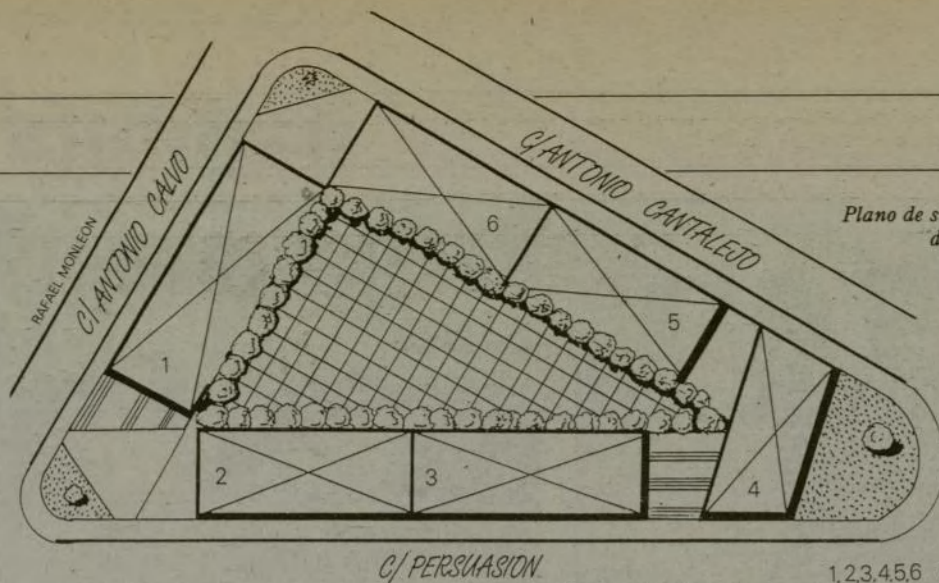 RAFAEL MONLEON
C/ ANTONIO CALVO
C/ ANTONIO CANTALEJO
Plano de s
d
6
5
1
2
3
4
C/ PERSUASION
1,2,3,4,5,6